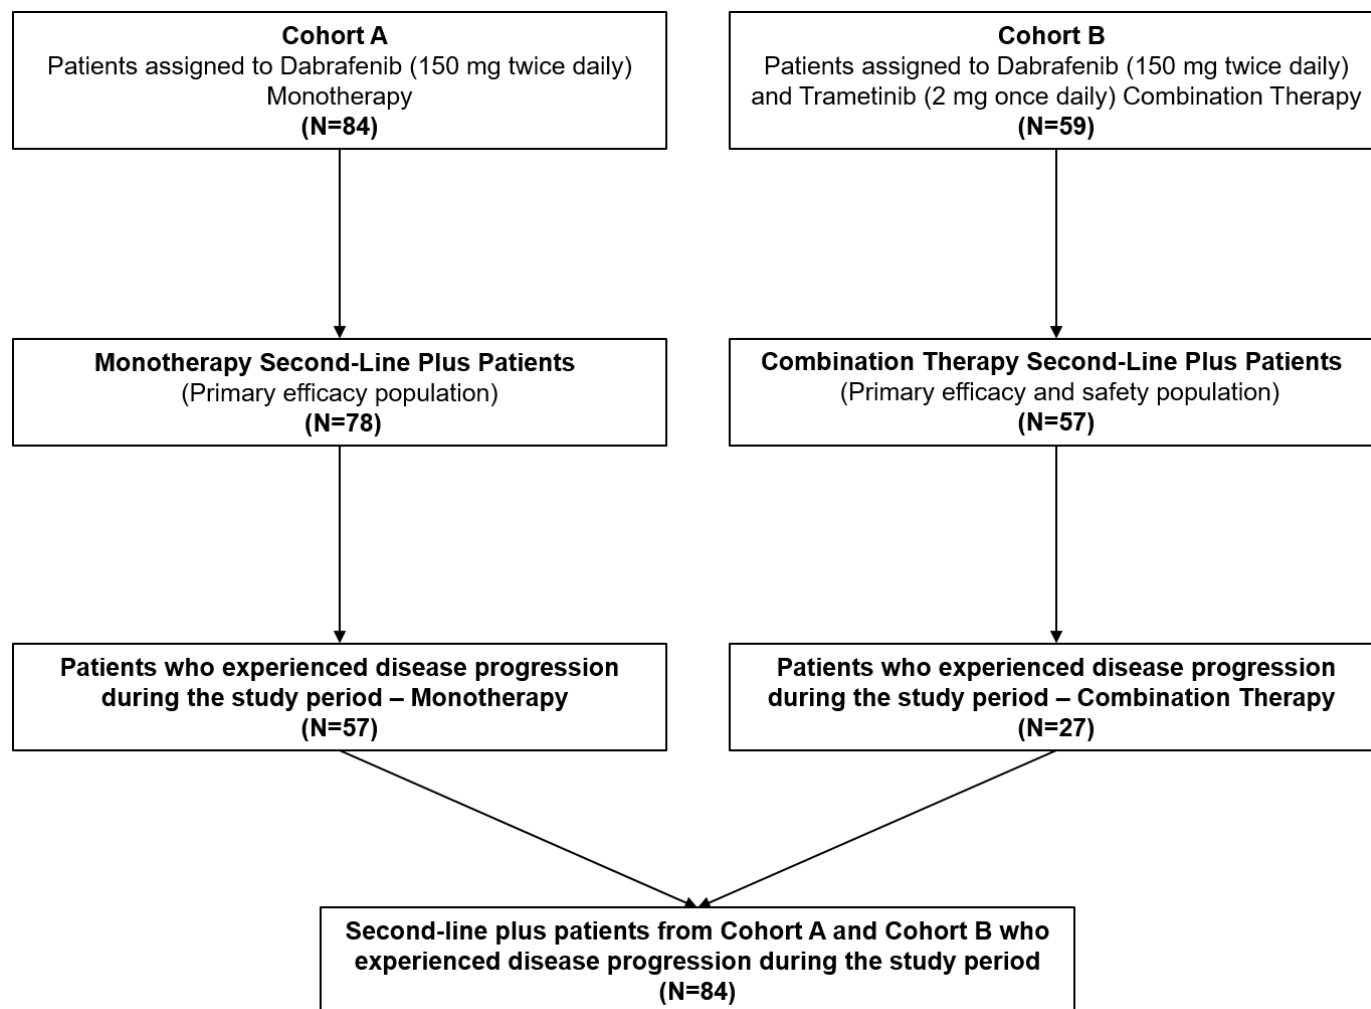 Cohort A
Patients assigned to Dabrafenib (150 mg twice daily)
Monotherapy
(N=84)
Cohort B
Patients assigned to Dabrafenib (150 mg twice daily)
and Trametinib (2 mg once daily) Combination Therapy
(N=59)
Monotherapy Second-Line Plus Patients
(Primary efficacy population)
(N=78)
Combination Therapy Second-Line Plus Patients
(Primary efficacy and safety population)
(N=57)
Patients who experienced disease progression
during the study period – Monotherapy
(N=57)
Patients who experienced disease progression
during the study period – Combination Therapy
(N=27)
Second-line plus patients from Cohort A and Cohort B who
experienced disease progression during the study period
(N=84)